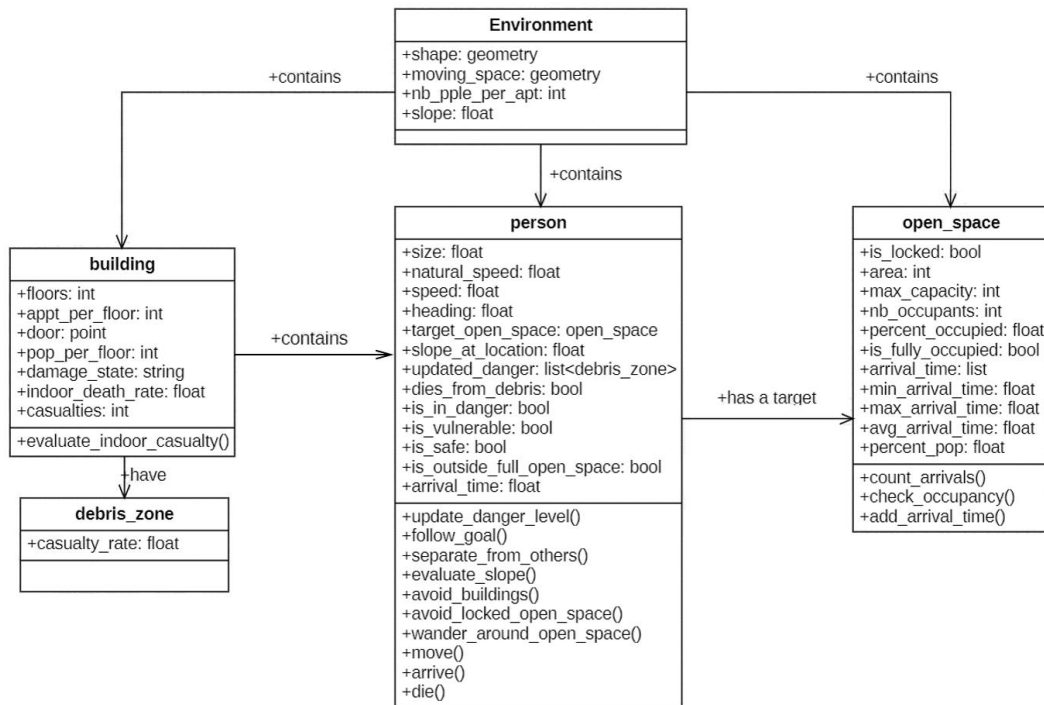 Environment
+shape: geometry
+moving_space: geometry
+nb_pple_per_apt: int
+slope: float
+contains
+contains
+contains
building
+floors: int
+appt_per_floor: int
+door: point
+pop_per_floor: int
+damage_state: string
+indoor_death_rate: float
+casualties: int
+evaluate_indoor_casualty()
+have
debris_zone
+casualty_rate: float
+contains
person
+size: float
+natural_speed: float
+speed: float
+heading: float
+target_open_space: open_space
+slope_at_location: float
+updated_danger: list<debris_zone>
+dies_from_debris: bool
+is_in_danger: bool
+is_vulnerable: bool
+is_safe: bool
+is_outside_full_open_space: bool
+arrival_time: float
+update_danger_level()
+follow_goal()
+separate_from_others()
+evaluate_slope()
+avoid_buildings()
+avoid_locked_open_space()
+wander_around_open_space()
+move()
+arrive()
+die()
+has a target
open_space
+is_locked: bool
+area: int
+max_capacity: int
+nb_occupants: int
+percent_occupied: float
+is_fully_occupied: bool
+arrival_time: list
+min_arrival_time: float
+max_arrival_time: float
+avg_arrival_time: float
+percent_pop: float
+count_arrivals()
+check_occupancy()
+add_arrival_time()